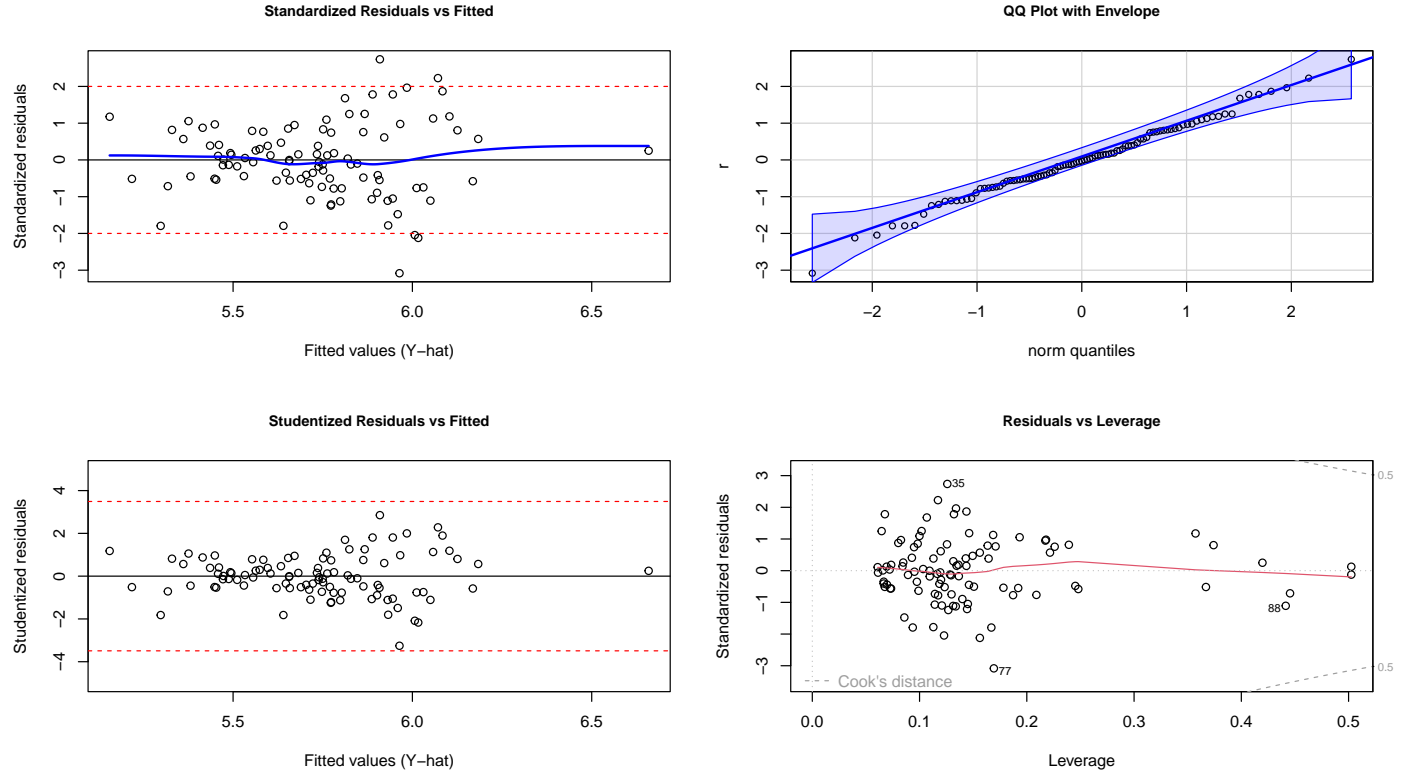 Standardized Residuals vs Fitted
Standardized residuals
−3 −2 −1 0 1 2
5.5 6.0 6.5
Fitted values (Y−hat)
QQ Plot with Envelope
r
−3 −2 −1 0 1 2
−2 −1 0 1 2
norm quantiles
Studentized Residuals vs Fitted
Studentized residuals
−4 −2 0 2 4
5.5 6.0 6.5
Fitted values (Y−hat)
Residuals vs Leverage
Standardized residuals
−3 −1 0 1 2 3
35
88
77
0.5
0.5
Cook's distance
0.0 0.1 0.2 0.3 0.4 0.5
Leverage